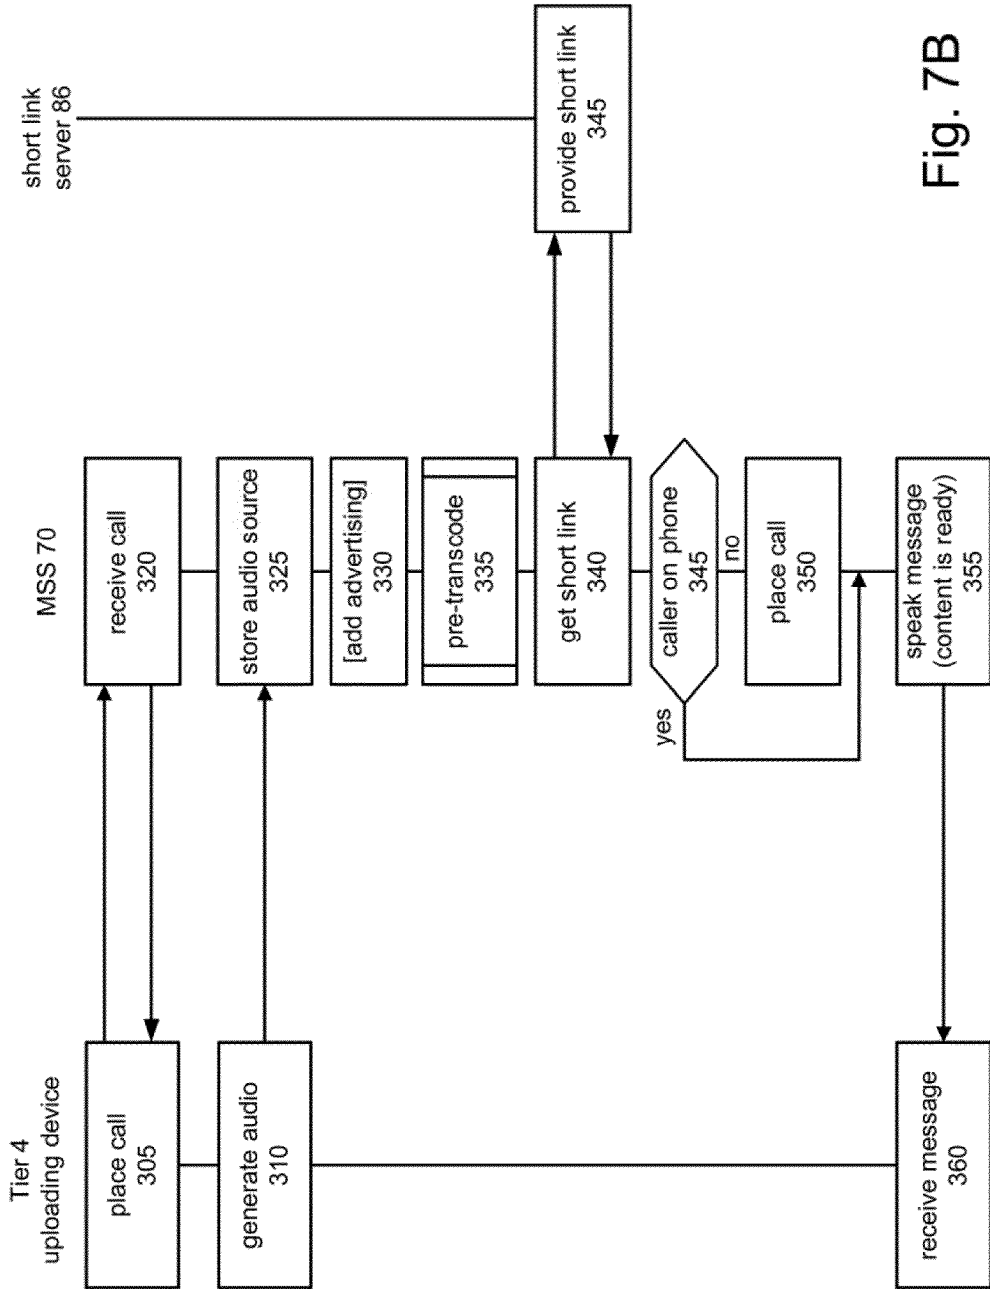 Tier 4
uploading device
MSS 70
short link
server 86
place call
305
receive call
320
generate audio
310
store audio source
325
[add advertising]
330
pre-transcode
335
get short link
340
provide short link
345
caller on phone
345
yes
no
place call
350
speak message
(content is ready)
355
receive message
360
Fig. 7B